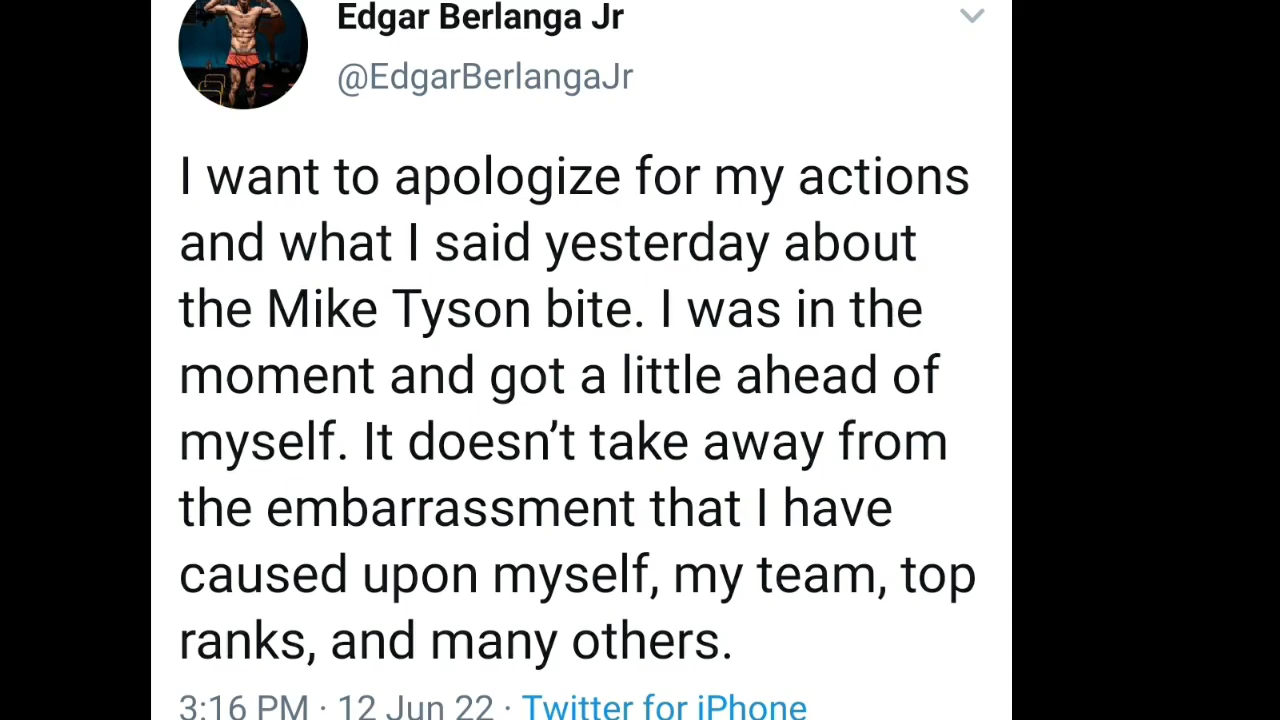 Edgar Berlanga Jr
@EdgarBerlangaJr
I want to apologize for my actions
and what I said yesterday about
the Mike Tyson bite. I was in the
moment and got a little ahead of
myself. It doesn’t take away from
the embarrassment that I have
caused upon myself, my team, top
ranks, and many others.
3:16 PM · 12 Jun 22 · Twitter for iPhone